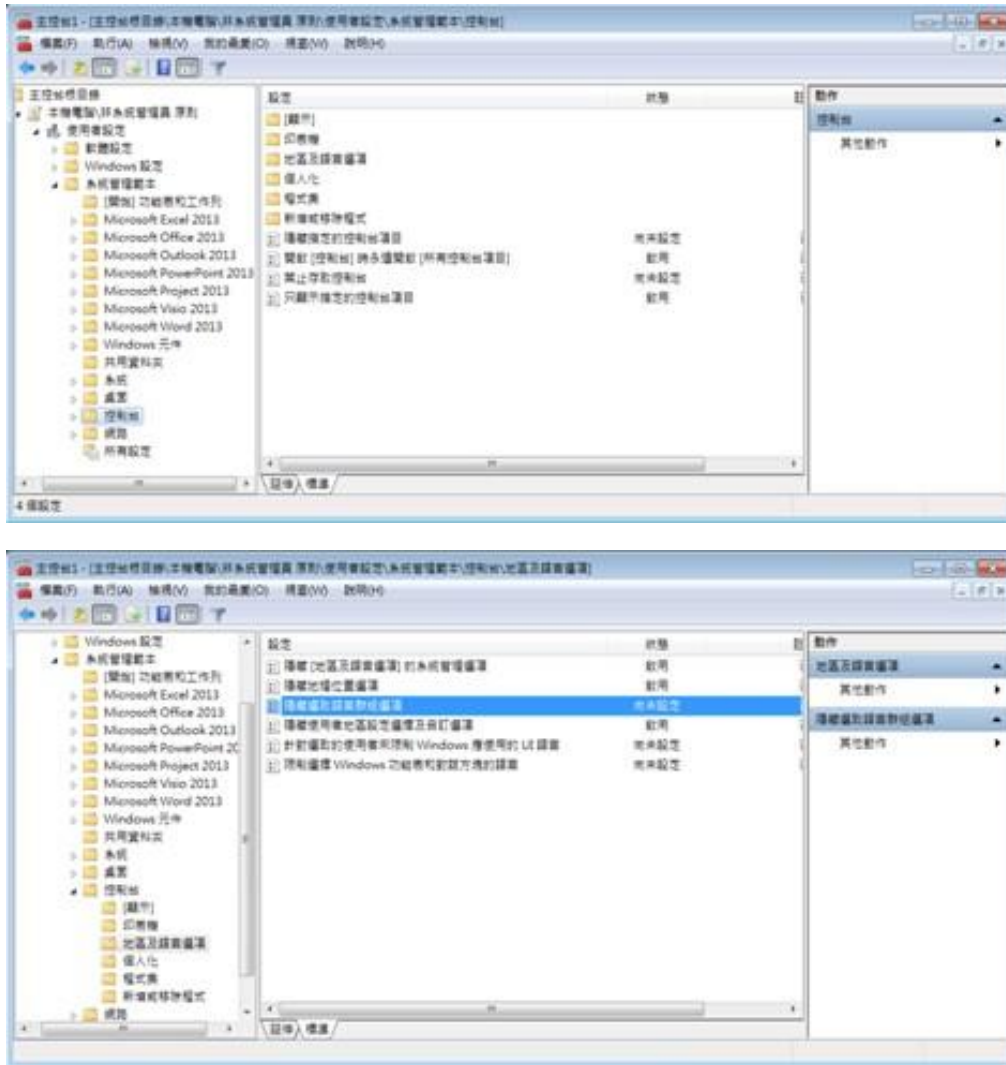 主控台1 - [主控台根目錄\本機電腦\非系統管理員 原則\使用者設定\系統管理範本\控制台]
檔案(F) 執行(A) 檢視(V) 我的最愛(O) 視窗(W) 說明(H)
主控台根目錄
本機電腦\非系統管理員 原則
使用者設定
軟體設定
Windows 設定
系統管理範本
[開始] 功能表和工作列
Microsoft Excel 2013
Microsoft Office 2013
Microsoft Outlook 2013
Microsoft PowerPoint 2013
Microsoft Project 2013
Microsoft Visio 2013
Microsoft Word 2013
Windows 元件
共用資料夾
系統
桌面
控制台
網路
所有設定
設定 狀態
[顯示]
印表機
地區及語言選項
個人化
程式集
新增或移除程式
隱藏指定的控制台項目 尚未設定
開啟 [控制台] 時永遠開啟 [所有控制台項目] 啟用
禁止存取控制台 尚未設定
只顯示指定的控制台項目 啟用
延伸 標準
動作
控制台
其他動作
4 個設定
主控台1 - [主控台根目錄\本機電腦\非系統管理員 原則\使用者設定\系統管理範本\控制台\地區及語言選項]
檔案(F) 執行(A) 檢視(V) 我的最愛(O) 視窗(W) 說明(H)
Windows 設定
系統管理範本
[開始] 功能表和工作列
Microsoft Excel 2013
Microsoft Office 2013
Microsoft Outlook 2013
Microsoft PowerPoint 20
Microsoft Project 2013
Microsoft Visio 2013
Microsoft Word 2013
Windows 元件
共用資料夾
系統
桌面
控制台
[顯示]
印表機
地區及語言選項
個人化
程式集
新增或移除程式
網路
設定 狀態
隱藏 [地區及語言選項] 的系統管理選項 啟用
隱藏地理位置選項 啟用
隱藏選取語言群組選項 尚未設定
隱藏使用者地區設定選擇及自訂選項 啟用
針對選取的使用者來限制 Windows 應使用的 UI 語言 尚未設定
限制選擇 Windows 功能表和對話方塊的語言 尚未設定
延伸 標準
動作
地區及語言選項
其他動作
隱藏選取語言群組選項
其他動作